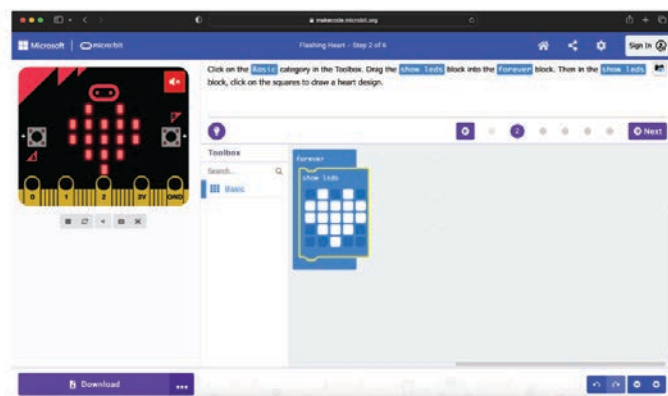 makecode.microbit.org
Microsoft
micro:bit
Flashing Heart - Step 2 of 6
Sign In
Click on the Basic category in the Toolbox. Drag the show leds block into the forever block. Then in the show leds
block, click on the squares to draw a heart design.
2
Next
Toolbox
Search...
Basic
forever
show leds
0 1 2 3V GND
Download